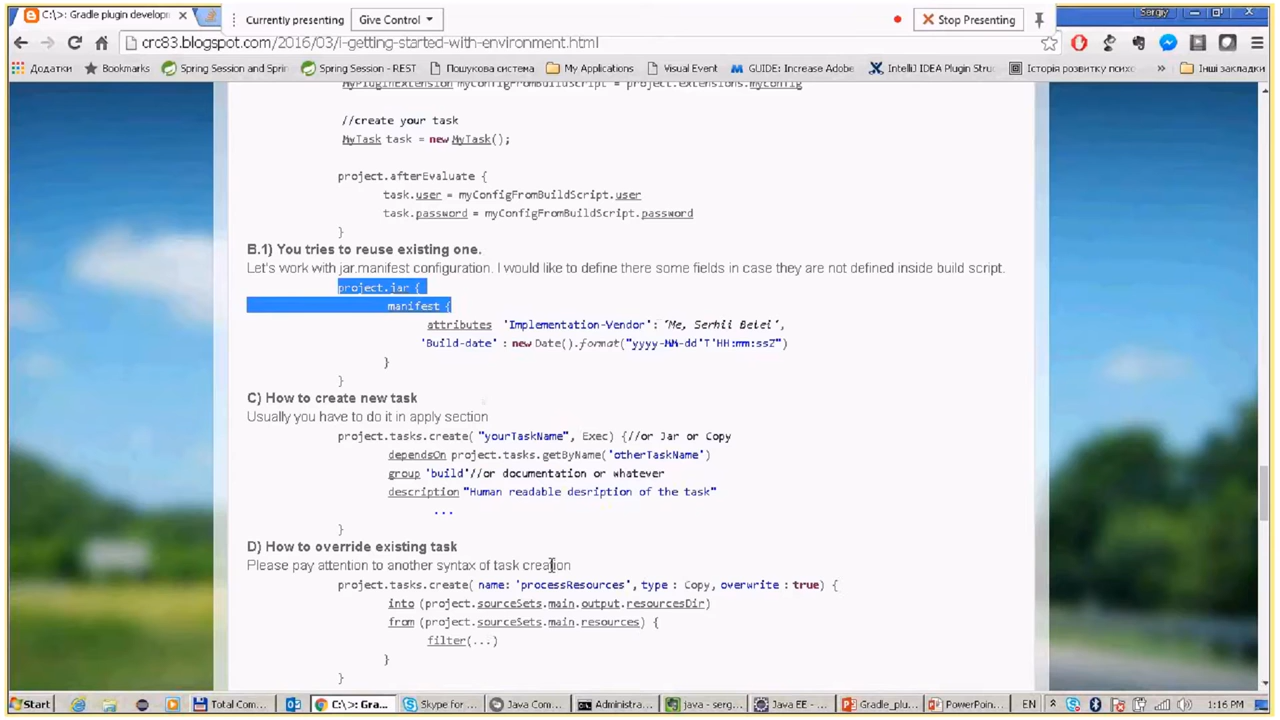 C:\>: Gradle plugin developm
Currently presenting
Give Control
Stop Presenting
Sergiy
crc83.blogspot.com/2016/03/i-getting-started-with-environment.html
Додатки
Bookmarks
Spring Session and Sprin
Spring Session - REST
Пошукова система
My Applications
Visual Event
GUIDE: Increase Adobe
IntelliJ IDEA Plugin Struc
Історія розвитку психо
»
Інші закладки
MyPluginExtension myConfigFromBuildScript = project.extensions.myconfig
//create your task
MyTask task = new MyTask();
project.afterEvaluate {
task.user = myConfigFromBuildScript.user
task.password = myConfigFromBuildScript.password
}
B.1) You tries to reuse existing one.
Let's work with jar.manifest configuration. I would like to define there some fields in case they are not defined inside build script.
project.jar {
manifest {
attributes 'Implementation-Vendor': 'Me, Serhii Belei',
'Build-date' : new Date().format("yyyy-MM-dd'T'HH:mm:ssZ")
}
}
C) How to create new task
Usually you have to do it in apply section
project.tasks.create( "yourTaskName", Exec) {//or Jar or Copy
dependsOn project.tasks.getByName('otherTaskName')
group 'build'//or documentation or whatever
description "Human readable desription of the task"
...
}
D) How to override existing task
Please pay attention to another syntax of task creation
project.tasks.create( name: 'processResources', type : Copy, overwrite : true) {
into (project.sourceSets.main.output.resourcesDir)
from (project.sourceSets.main.resources) {
filter(...)
}
}
Start
Total Com...
C:\>: Gra...
Skype for ...
Java Com...
Administra...
java - serg...
Java EE - ...
Gradle_plu...
PowerPoin...
EN
1:16 PM